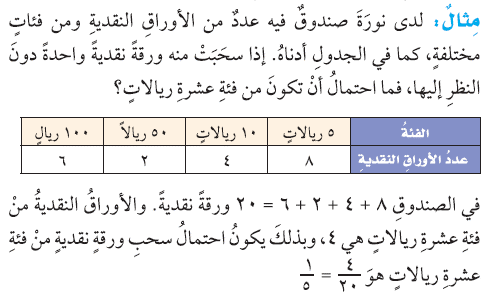 مِثالٌ: لدى نورَةَ صندوقٌ فيه عددٌ من الأوراقِ النقديةِ ومن فئاتٍ
مختلفةٍ، كما في الجدولِ أدناهُ. إذا سحَبَتْ منه ورقةً نقديةً واحدةً دونَ
النظرِ إليها، فما احتمالُ أنْ تكونَ من فئةِ عشرةِ ريالاتٍ؟
الفئةُ ٥ ريالاتٍ ١٠ ريالاتٍ ٥٠ ريالاً ١٠٠ ريالٍ
عددُ الأوراقِ النقديةِ ٨ ٤ ٢ ٦
في الصندوقِ ٨ + ٤ + ٢ + ٦ = ٢٠ ورقةً نقديةً. والأوراقُ النقديةُ منْ
فئةِ عشرةِ ريالاتٍ هي ٤، وبذلكَ يكونُ احتمالُ سحبِ ورقةٍ نقديةٍ منْ فئةِ
عشرةِ ريالاتٍ هوَ ٤/٢٠ = ١/٥